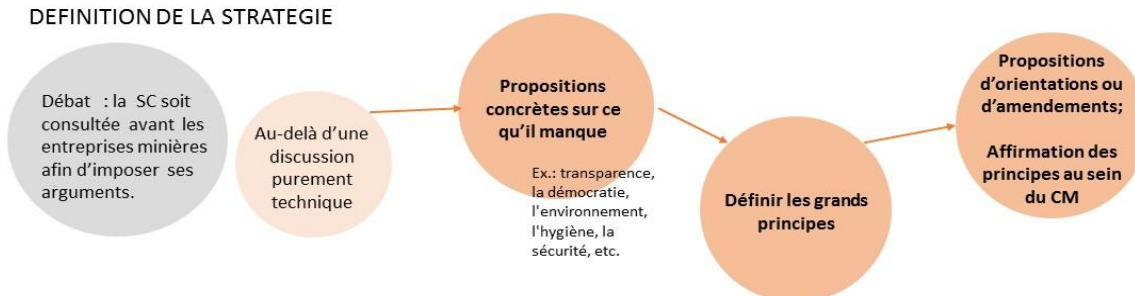 DEFINITION DE LA STRATEGIE
Débat : la SC soit
consultée avant les
entreprises minières
afin d’imposer ses
arguments.
Au-delà d’une
discussion
purement
technique
Propositions
concrètes sur ce
qu’il manque
Ex.: transparence,
la démocratie,
l'environnement,
l'hygiène, la
sécurité, etc.
Définir les grands
principes
Propositions
d’orientations ou
d’amendements;
Affirmation des
principes au sein
du CM